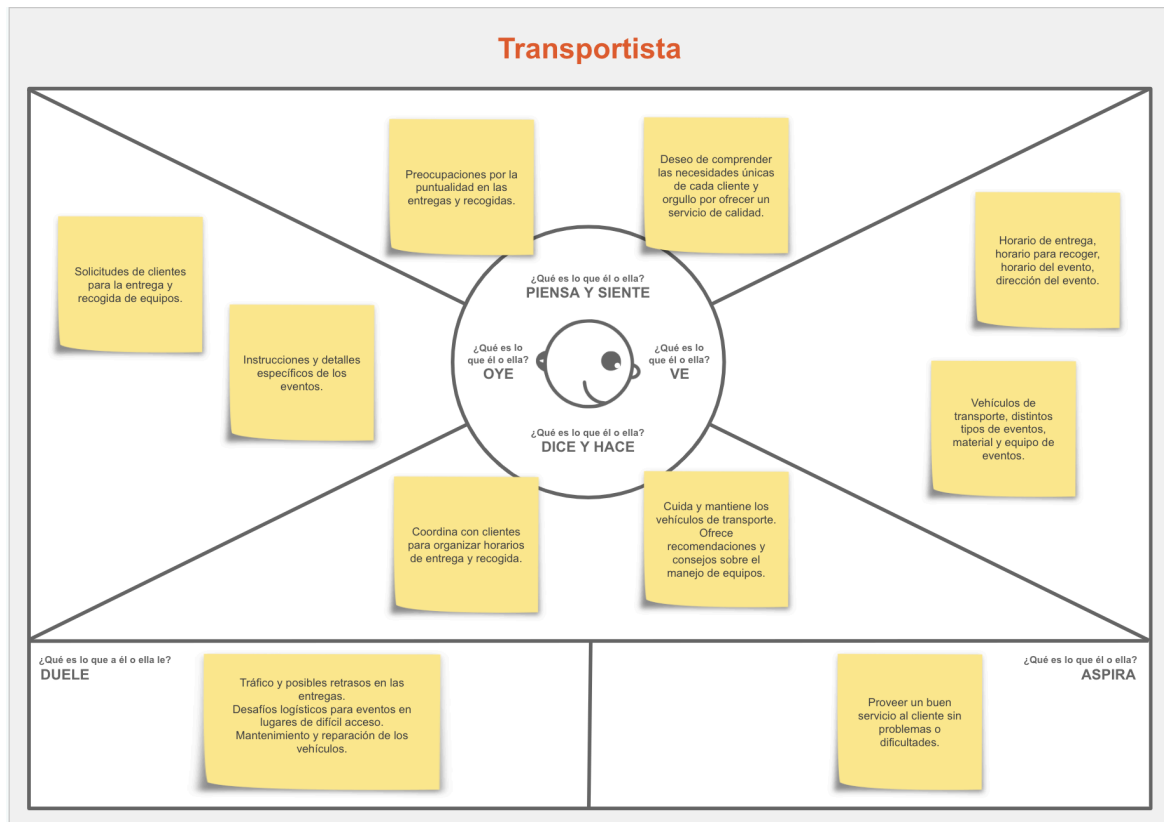 Transportista
Preocupaciones por la
puntualidad en las
entregas y recogidas.
Deseo de comprender
las necesidades únicas
de cada cliente y
orgullo por ofrecer un
servicio de calidad.
Solicitudes de clientes
para la entrega y
recogida de equipos.
Instrucciones y detalles
específicos de los
eventos.
Horario de entrega,
horario para recoger,
horario del evento,
dirección del evento.
Vehículos de
transporte, distintos
tipos de eventos,
material y equipo de
eventos.
¿Qué es lo que él o ella?
PIENSA Y SIENTE
¿Qué es lo
que él o ella?
OYE
¿Qué es lo
que él o ella?
VE
¿Qué es lo que él o ella?
DICE Y HACE
Coordina con clientes
para organizar horarios
de entrega y recogida.
Cuida y mantiene los
vehículos de transporte.
Ofrece
recomendaciones y
consejos sobre el
manejo de equipos.
¿Qué es lo que a él o ella le?
DUELE
Tráfico y posibles retrasos en las
entregas.
Desafíos logísticos para eventos en
lugares de difícil acceso.
Mantenimiento y reparación de los
vehículos.
¿Qué es lo que él o ella?
ASPIRA
Proveer un buen
servicio al cliente sin
problemas o
dificultades.